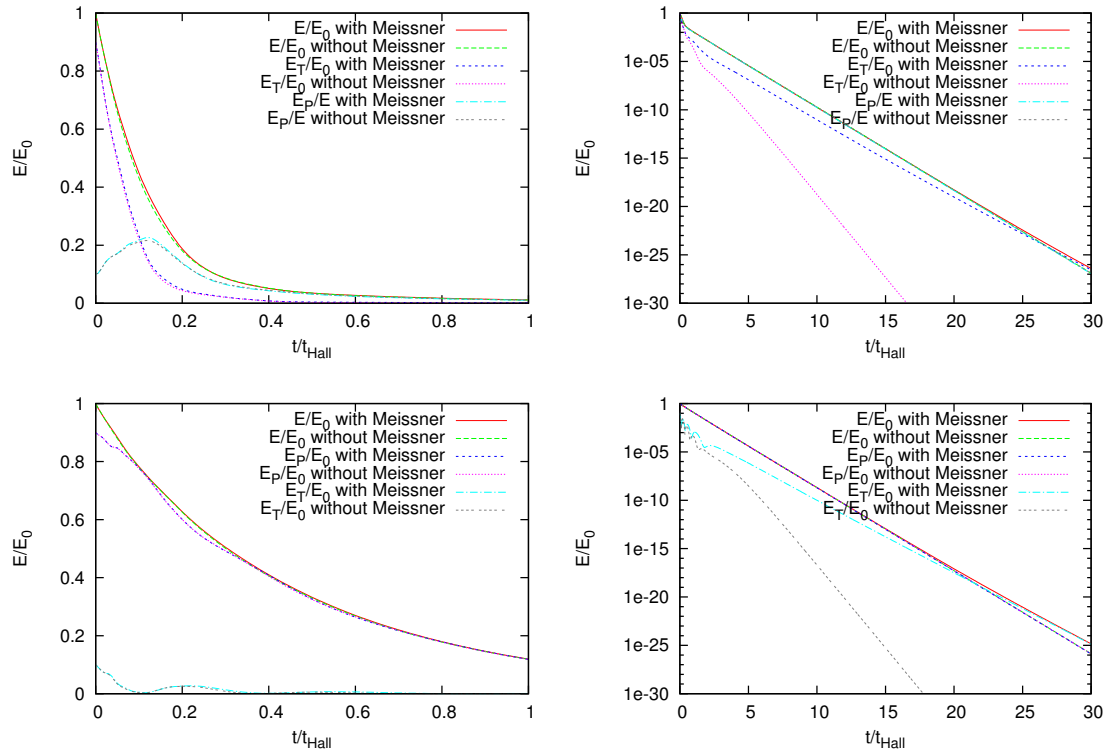 E/E0 with Meissner
E/E0 without Meissner
ET/E0 with Meissner
ET/E0 without Meissner
EP/E with Meissner
EP/E without Meissner
1
0.8
0.6
0.4
0.2
0
E/E0
0 0.2 0.4 0.6 0.8 1
t/tHall
E/E0 with Meissner
E/E0 without Meissner
ET/E0 with Meissner
ET/E0 without Meissner
EP/E with Meissner
EP/E without Meissner
1
1e-05
1e-10
1e-15
1e-20
1e-25
1e-30
E/E0
0 5 10 15 20 25 30
t/tHall
E/E0 with Meissner
E/E0 without Meissner
EP/E0 with Meissner
EP/E0 without Meissner
ET/E0 with Meissner
ET/E0 without Meissner
1
0.8
0.6
0.4
0.2
0
E/E0
0 0.2 0.4 0.6 0.8 1
t/tHall
E/E0 with Meissner
E/E0 without Meissner
EP/E0 with Meissner
EP/E0 without Meissner
ET/E0 with Meissner
ET/E0 without Meissner
1
1e-05
1e-10
1e-15
1e-20
1e-25
1e-30
E/E0
0 5 10 15 20 25 30
t/tHall